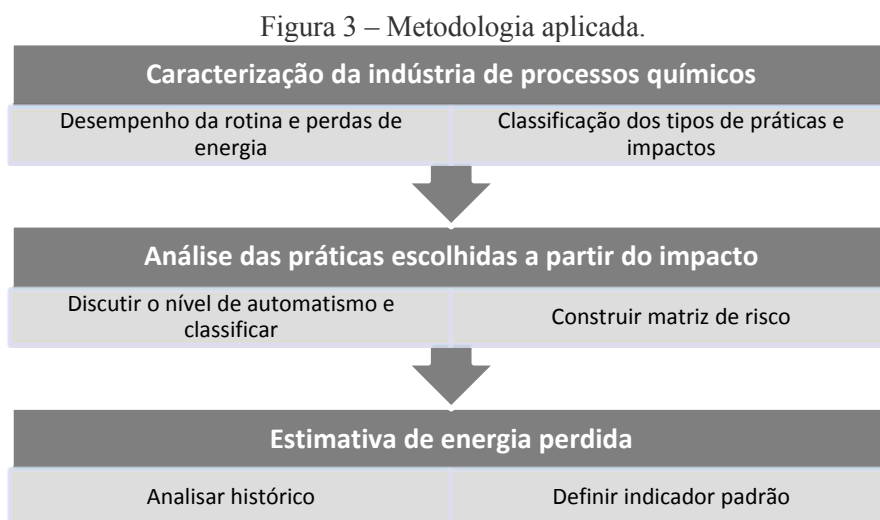 Figura 3 – Metodologia aplicada.
Caracterização da indústria de processos químicos
Desempenho da rotina e perdas de
energia
Classificação dos tipos de práticas e
impactos
Análise das práticas escolhidas a partir do impacto
Discutir o nível de automatismo e
classificar
Construir matriz de risco
Estimativa de energia perdida
Analisar histórico
Definir indicador padrão